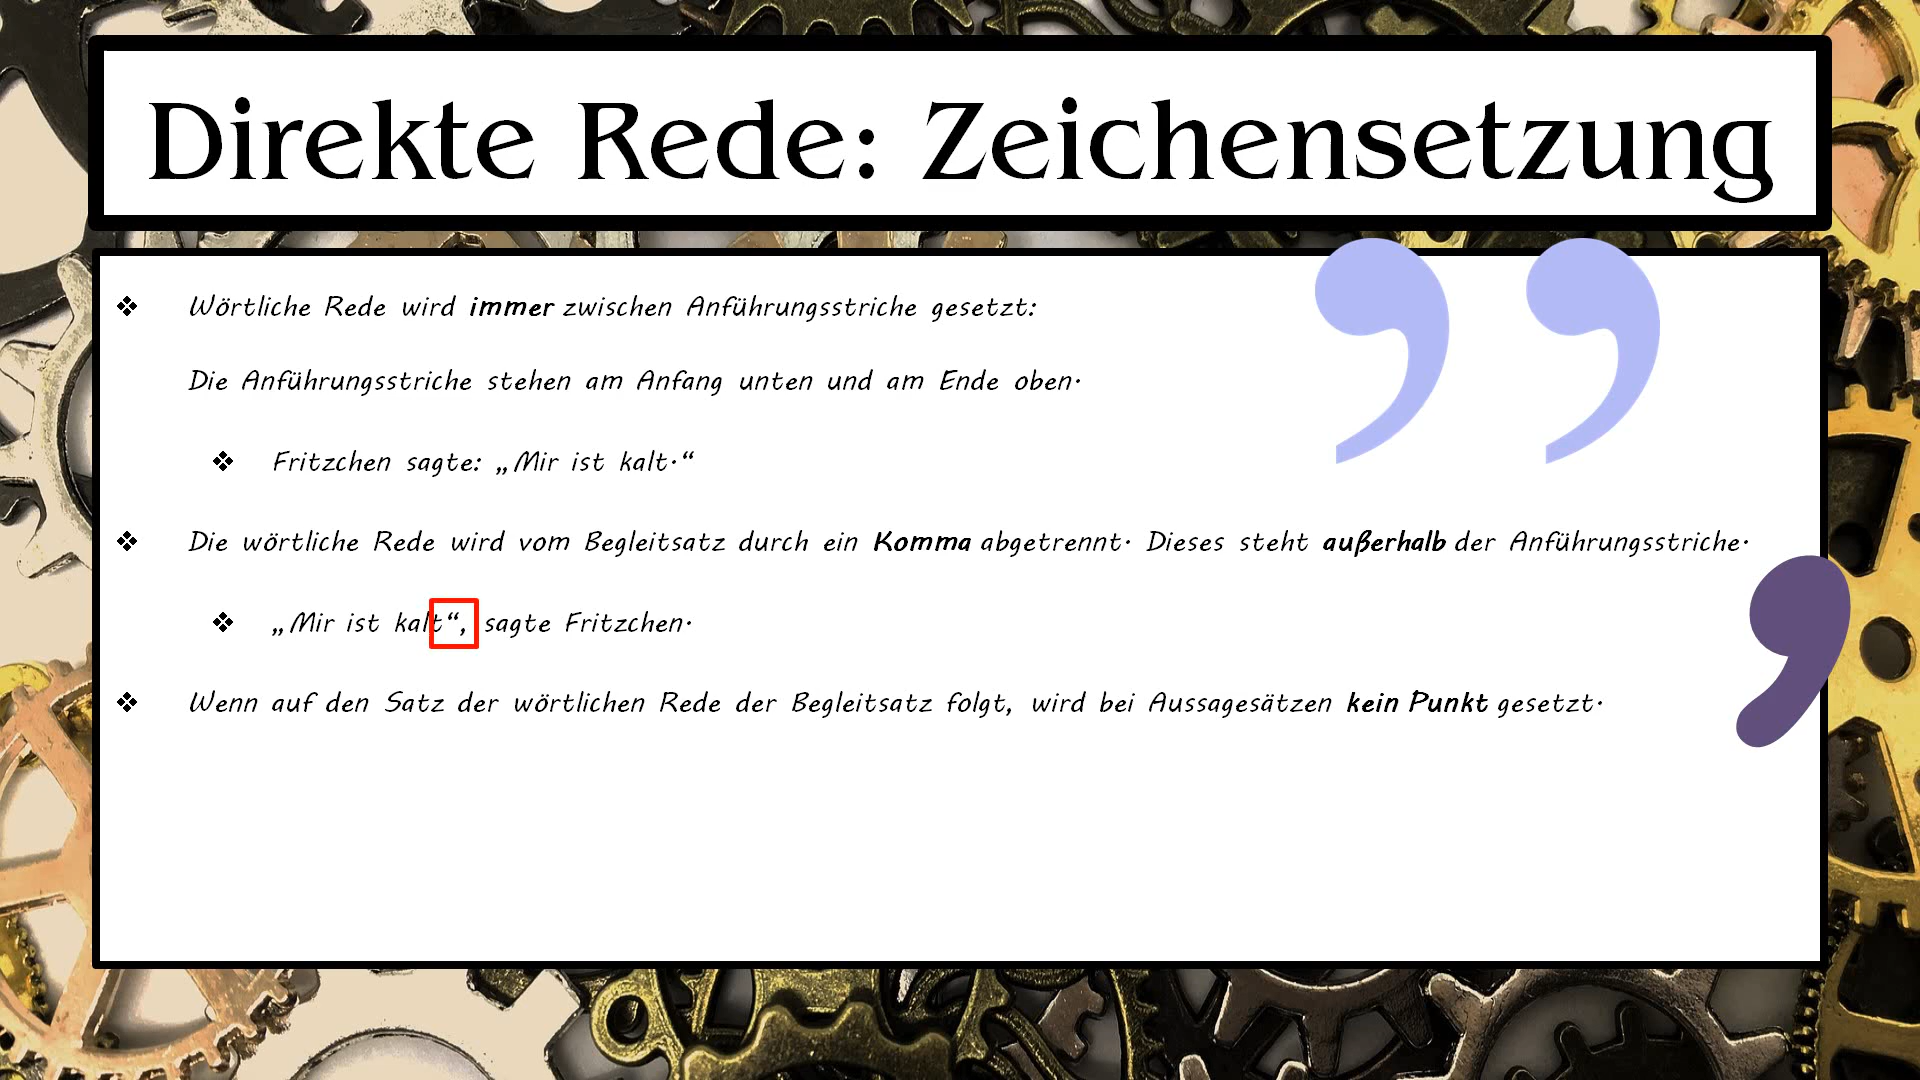 Direkte Rede: Zeichensetzung
❖ Wörtliche Rede wird immer zwischen Anführungsstriche gesetzt:
Die Anführungsstriche stehen am Anfang unten und am Ende oben.
❖ Fritzchen sagte: „Mir ist kalt.“
❖ Die wörtliche Rede wird vom Begleitsatz durch ein Komma abgetrennt. Dieses steht außerhalb der Anführungsstriche.
❖ „Mir ist kalt“, sagte Fritzchen.
❖ Wenn auf den Satz der wörtlichen Rede der Begleitsatz folgt, wird bei Aussagesätzen kein Punkt gesetzt.